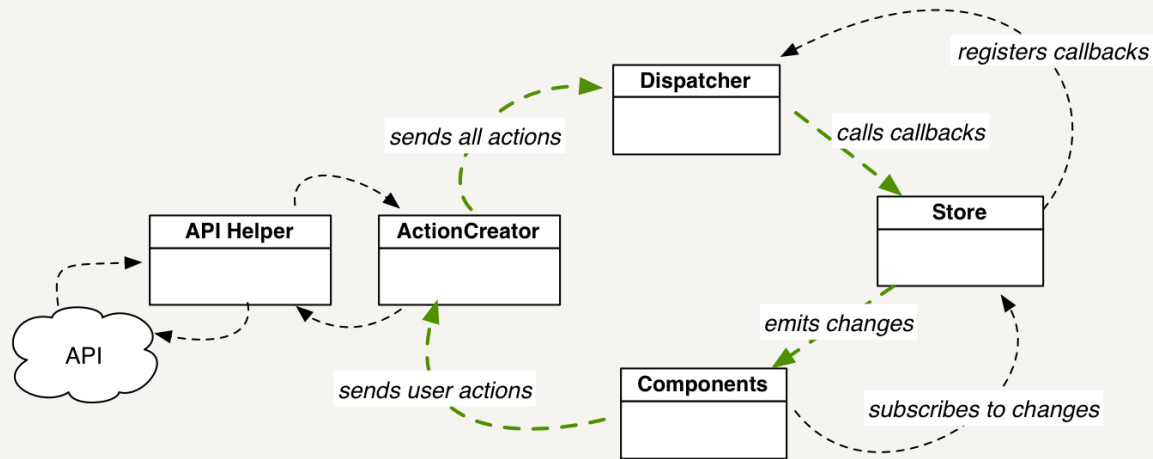 registers callbacks
Dispatcher
sends all actions
calls callbacks
API Helper
ActionCreator
Store
API
emits changes
sends user actions
Components
subscribes to changes